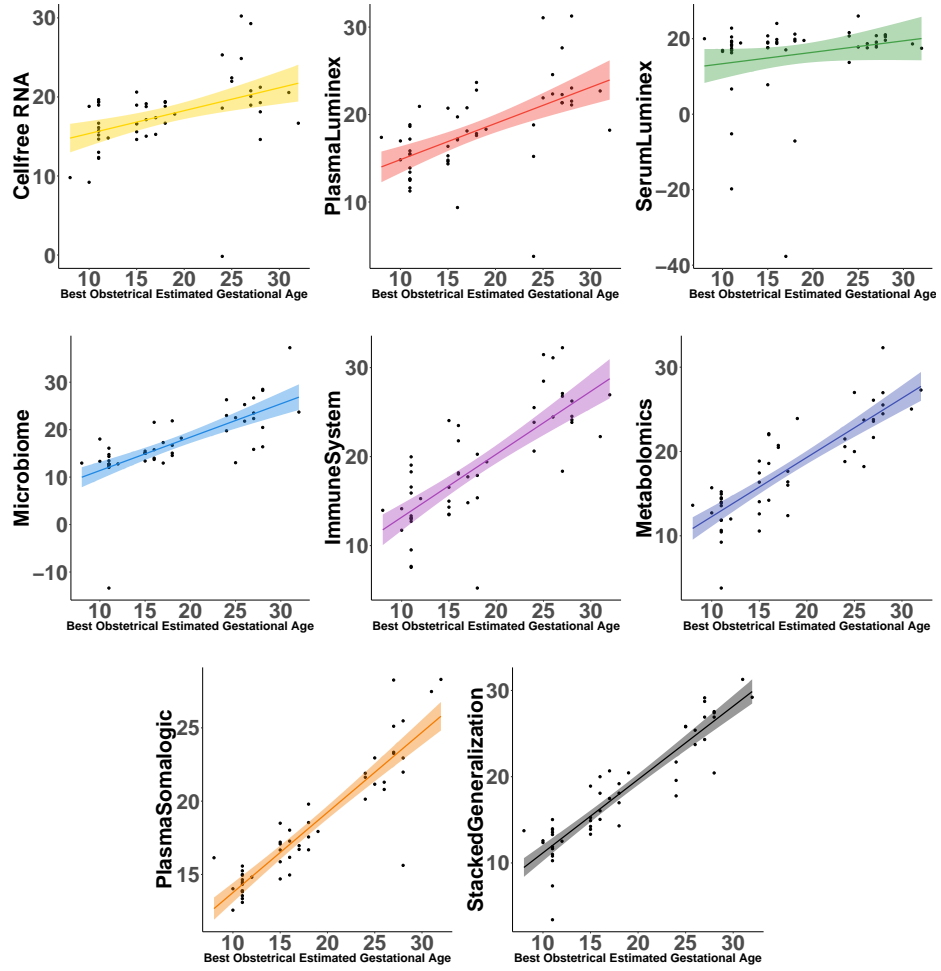 Cellfree RNA
30
20
10
0
10 15 20 25 30
Best Obstetrical Estimated Gestational Age
PlasmaLuminex
30
20
10
10 15 20 25 30
Best Obstetrical Estimated Gestational Age
SerumLuminex
20
0
−20
−40
10 15 20 25 30
Best Obstetrical Estimated Gestational Age
Microbiome
30
20
10
0
−10
10 15 20 25 30
Best Obstetrical Estimated Gestational Age
ImmuneSystem
30
20
10
10 15 20 25 30
Best Obstetrical Estimated Gestational Age
Metabolomics
30
20
10
10 15 20 25 30
Best Obstetrical Estimated Gestational Age
PlasmaSomalogic
25
20
15
10 15 20 25 30
Best Obstetrical Estimated Gestational Age
StackedGeneralization
30
20
10
10 15 20 25 30
Best Obstetrical Estimated Gestational Age